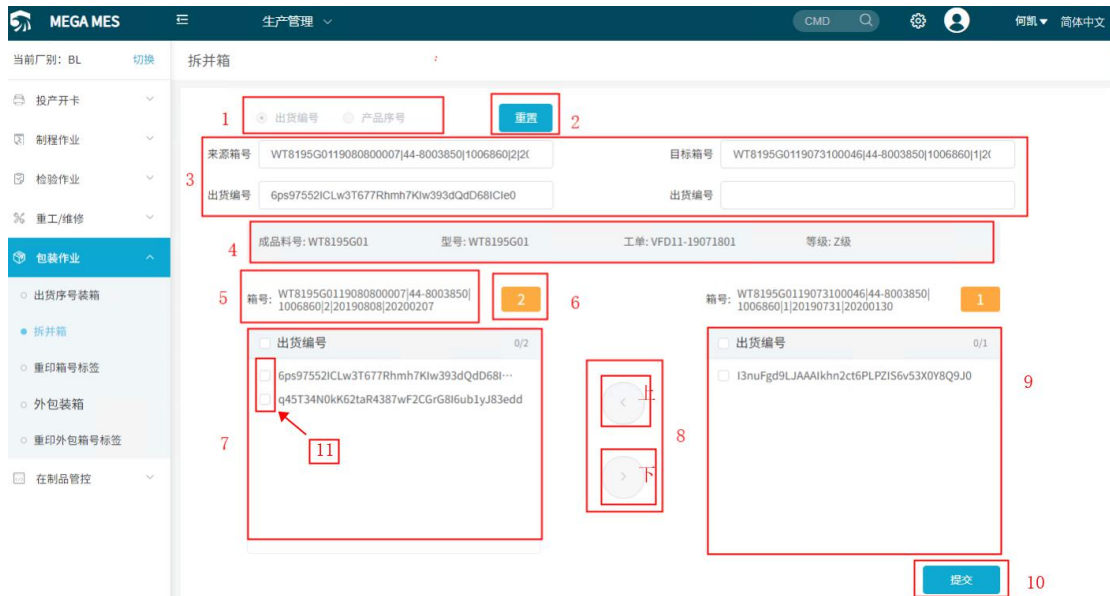 MEGA MES
生产管理
CMD
何凯
简体中文
当前厂别：BL
切换
拆并箱
投产开卡
制程作业
检验作业
重工/维修
包装作业
出货序号装箱
拆并箱
重印箱号标签
外包装箱
重印外包箱号标签
在制品管控
1
出货编号
产品序号
重置
2
3
来源箱号
WT8195G0119080800007|44-8003850|1006860|2|2(
目标箱号
WT8195G0119073100046|44-8003850|1006860|1|2(
出货编号
6ps97552ICLw3T677Rhmh7KIw393dQdD68ICIe0
出货编号
4
成品料号: WT8195G01
型号: WT8195G01
工单: VFD11-19071801
等级: Z级
5
箱号:
WT8195G0119080800007|44-8003850|
1006860|2|20190808|20200207
2
6
箱号:
WT8195G0119073100046|44-8003850|
1006860|1|20190731|20200130
1
7
出货编号
0/2
6ps97552ICLw3T677Rhmh7KIw393dQdD68I···
q45T34N0kK62taR4387wF2CGrG8I6ub1yJ83edd
11
上
下
8
出货编号
0/1
I3nuFgd9LJAAAIkhn2ct6PLPZIS6v53X0Y8Q9J0
9
提交
10